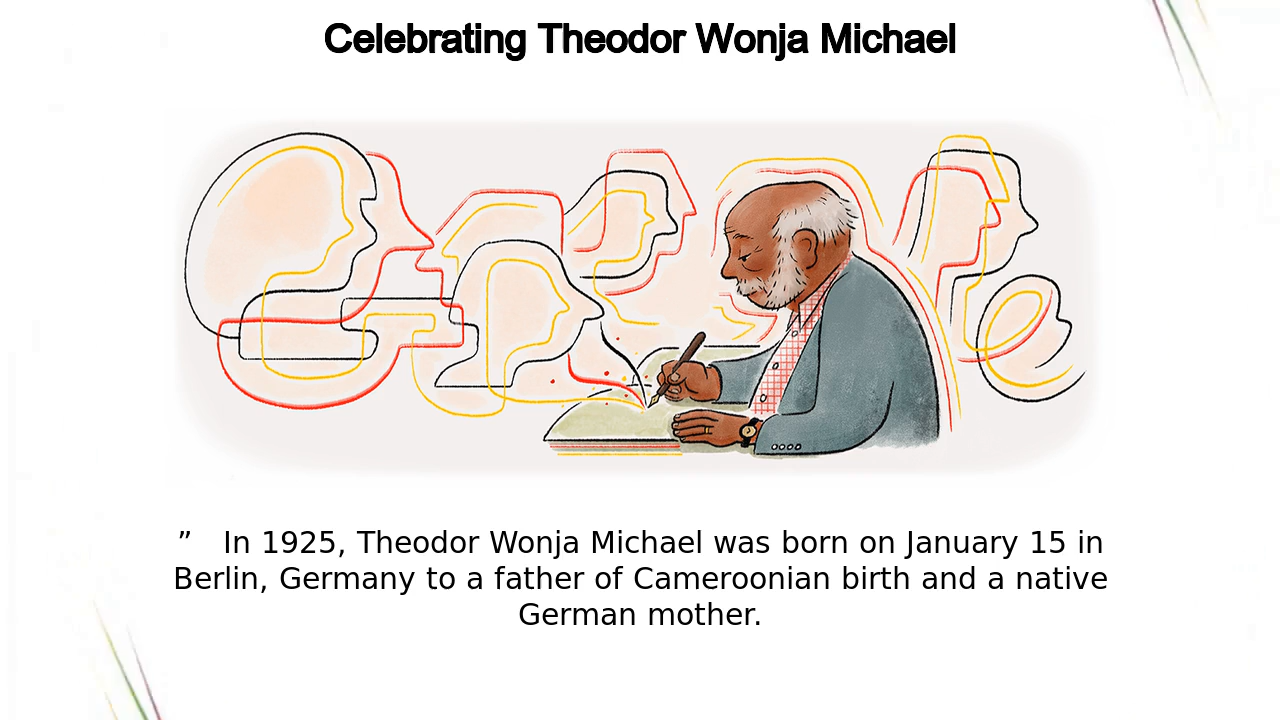 Celebrating Theodor Wonja Michael
” In 1925, Theodor Wonja Michael was born on January 15 in
Berlin, Germany to a father of Cameroonian birth and a native
German mother.